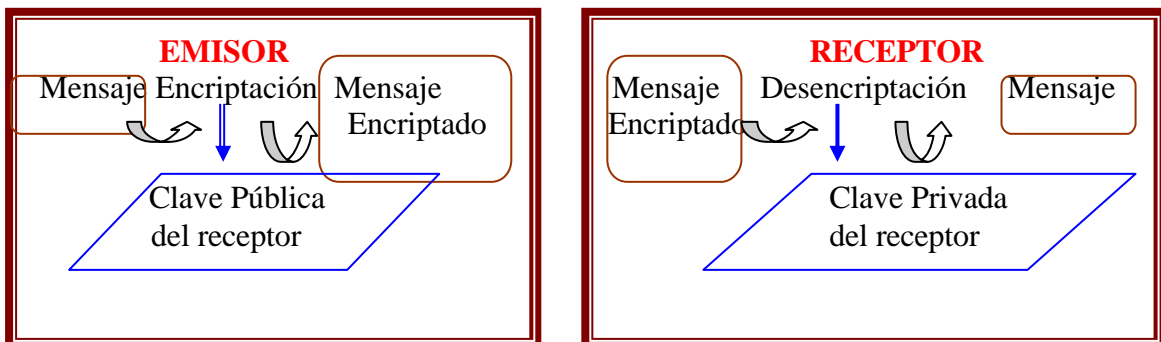 EMISOR
Mensaje Encriptación Mensaje
Encriptado
Clave Pública
del receptor
RECEPTOR
Mensaje Desencriptación Mensaje
Encriptado
Clave Privada
del receptor